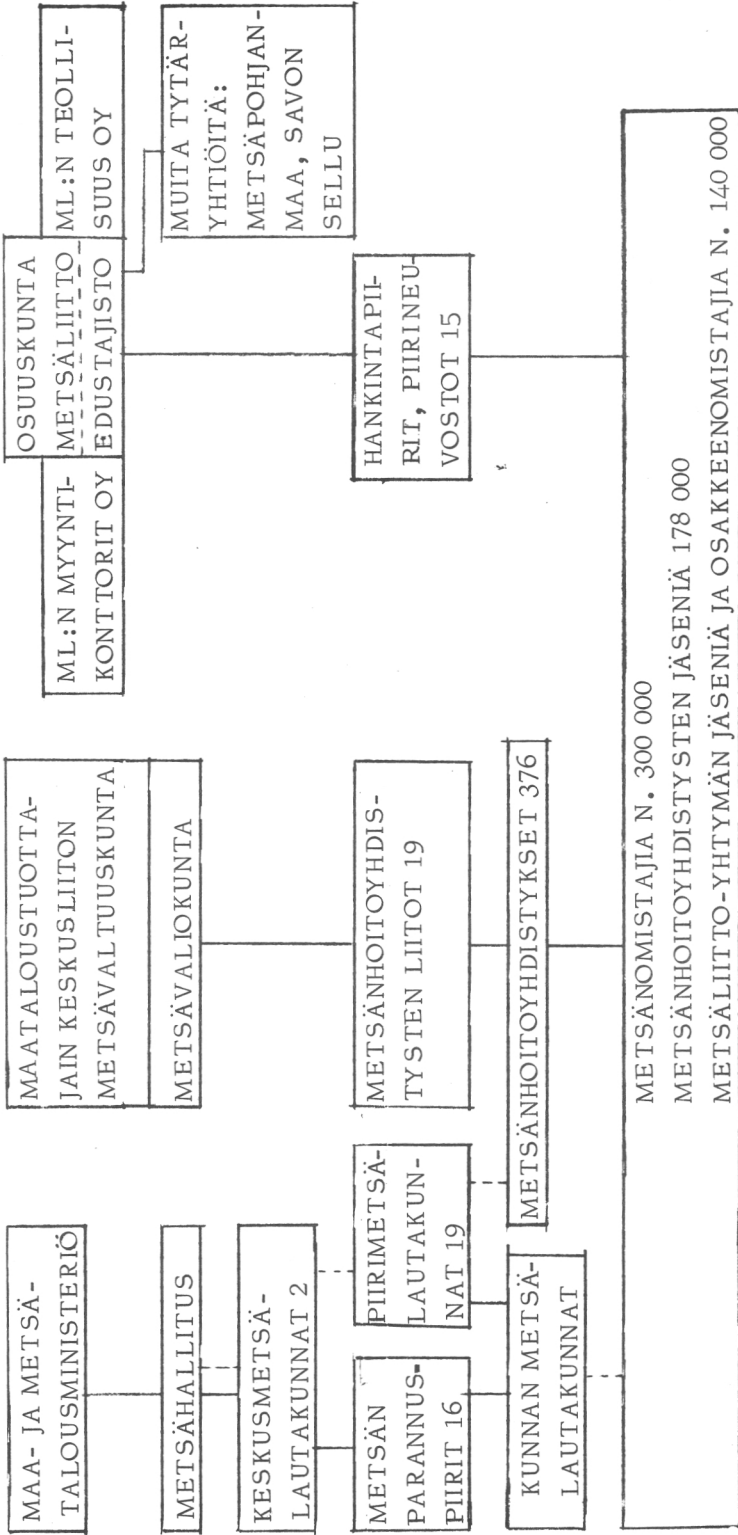 MAA- JA METSÄ-
TALOUSMINISTERIÖ
METSÄHALLITUS
KESKUSMETSÄ-
LAUTAKUNNAT 2
METSÄN
PARANNUS-
PIIRIT 16
PIIRIMETSÄ-
LAUTAKUN-
NAT 19
KUNNAN METSÄ-
LAUTAKUNNAT
MAATALOUSTUOTTA-
JAIN KESKUSLIITON
METSÄVALTUUSKUNTA
METSÄVALIOKUNTA
METSÄNHOITOYHDIS-
TYSTEN LIITOT 19
METSÄNHOITOYHDISTYKSET 376
ML:N MYYNTI-
KONTTORIT OY
OSUUSKUNTA
METSÄLIITTO
EDUSTAJISTO
ML:N TEOLLI-
SUUS OY
MUITA TYTÄR-
YHTIÖITÄ:
METSÄPOHJAN-
MAA, SAVON
SELLU
HANKINTAPII-
RIT, PIIRINEU-
VOSTOT 15
METSÄNOMISTAJIA N. 300 000
METSÄNHOITOYHDISTYSTEN JÄSENIÄ 178 000
METSÄLIITTO-YHTYMÄN JÄSENIÄ JA OSAKKEENOMISTAJIA N. 140 000